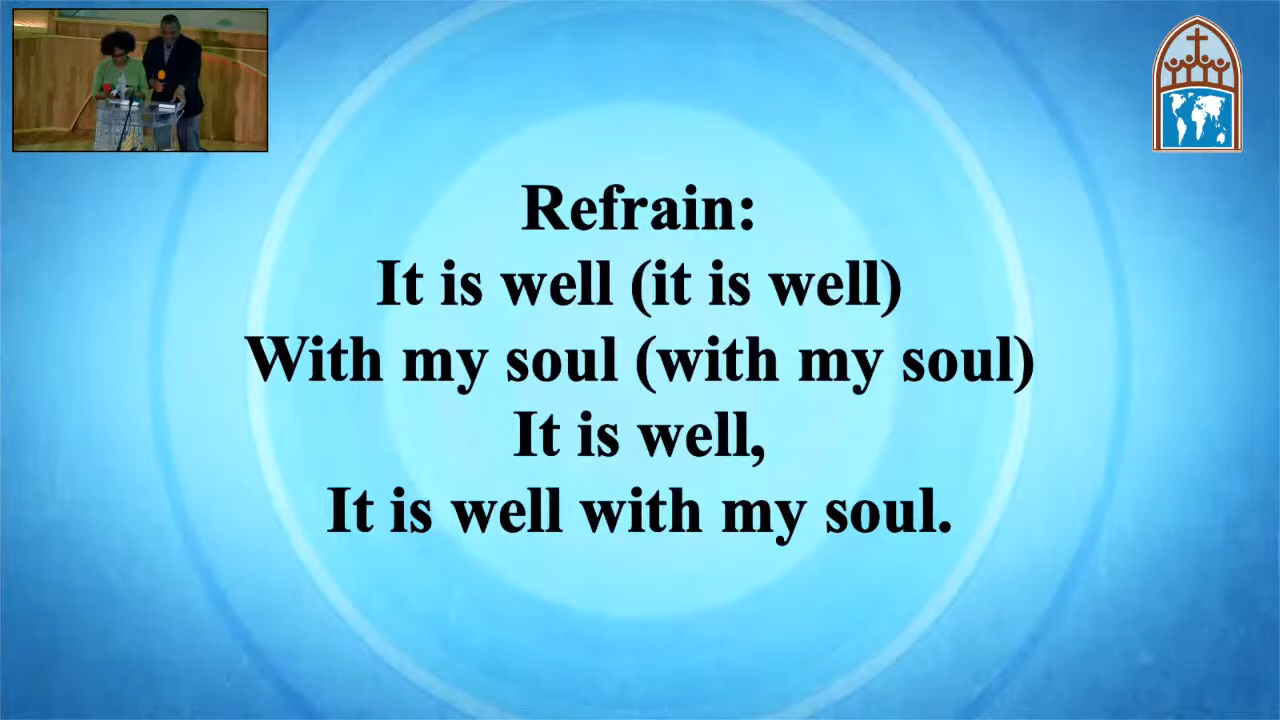 Refrain:
It is well (it is well)
With my soul (with my soul)
It is well,
It is well with my soul.